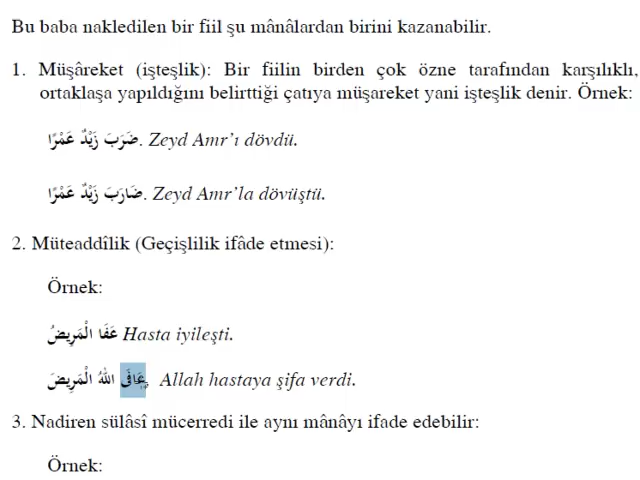 Bu baba nakledilen bir fiil şu mânâlardan birini kazanabilir.
1. Müşâreket (işteşlik): Bir fiilin birden çok özne tarafından karşılıklı,
ortaklaşa yapıldığını belirttiği çatıya müşareket yani işteşlik denir. Örnek:
ضَرَبَ زَيْدٌ عَمْرًا. Zeyd Amr’ı dövdü.
ضَارَبَ زَيْدٌ عَمْرًا. Zeyd Amr’la dövüştü.
2. Müteaddîlik (Geçişlilik ifâde etmesi):
Örnek:
عَفَا الْمَرِيضُ Hasta iyileşti.
عَافَى اللهُ الْمَرِيضَ Allah hastaya şifa verdi.
3. Nadiren sülâsî mücerredi ile aynı mânâyı ifade edebilir:
Örnek: